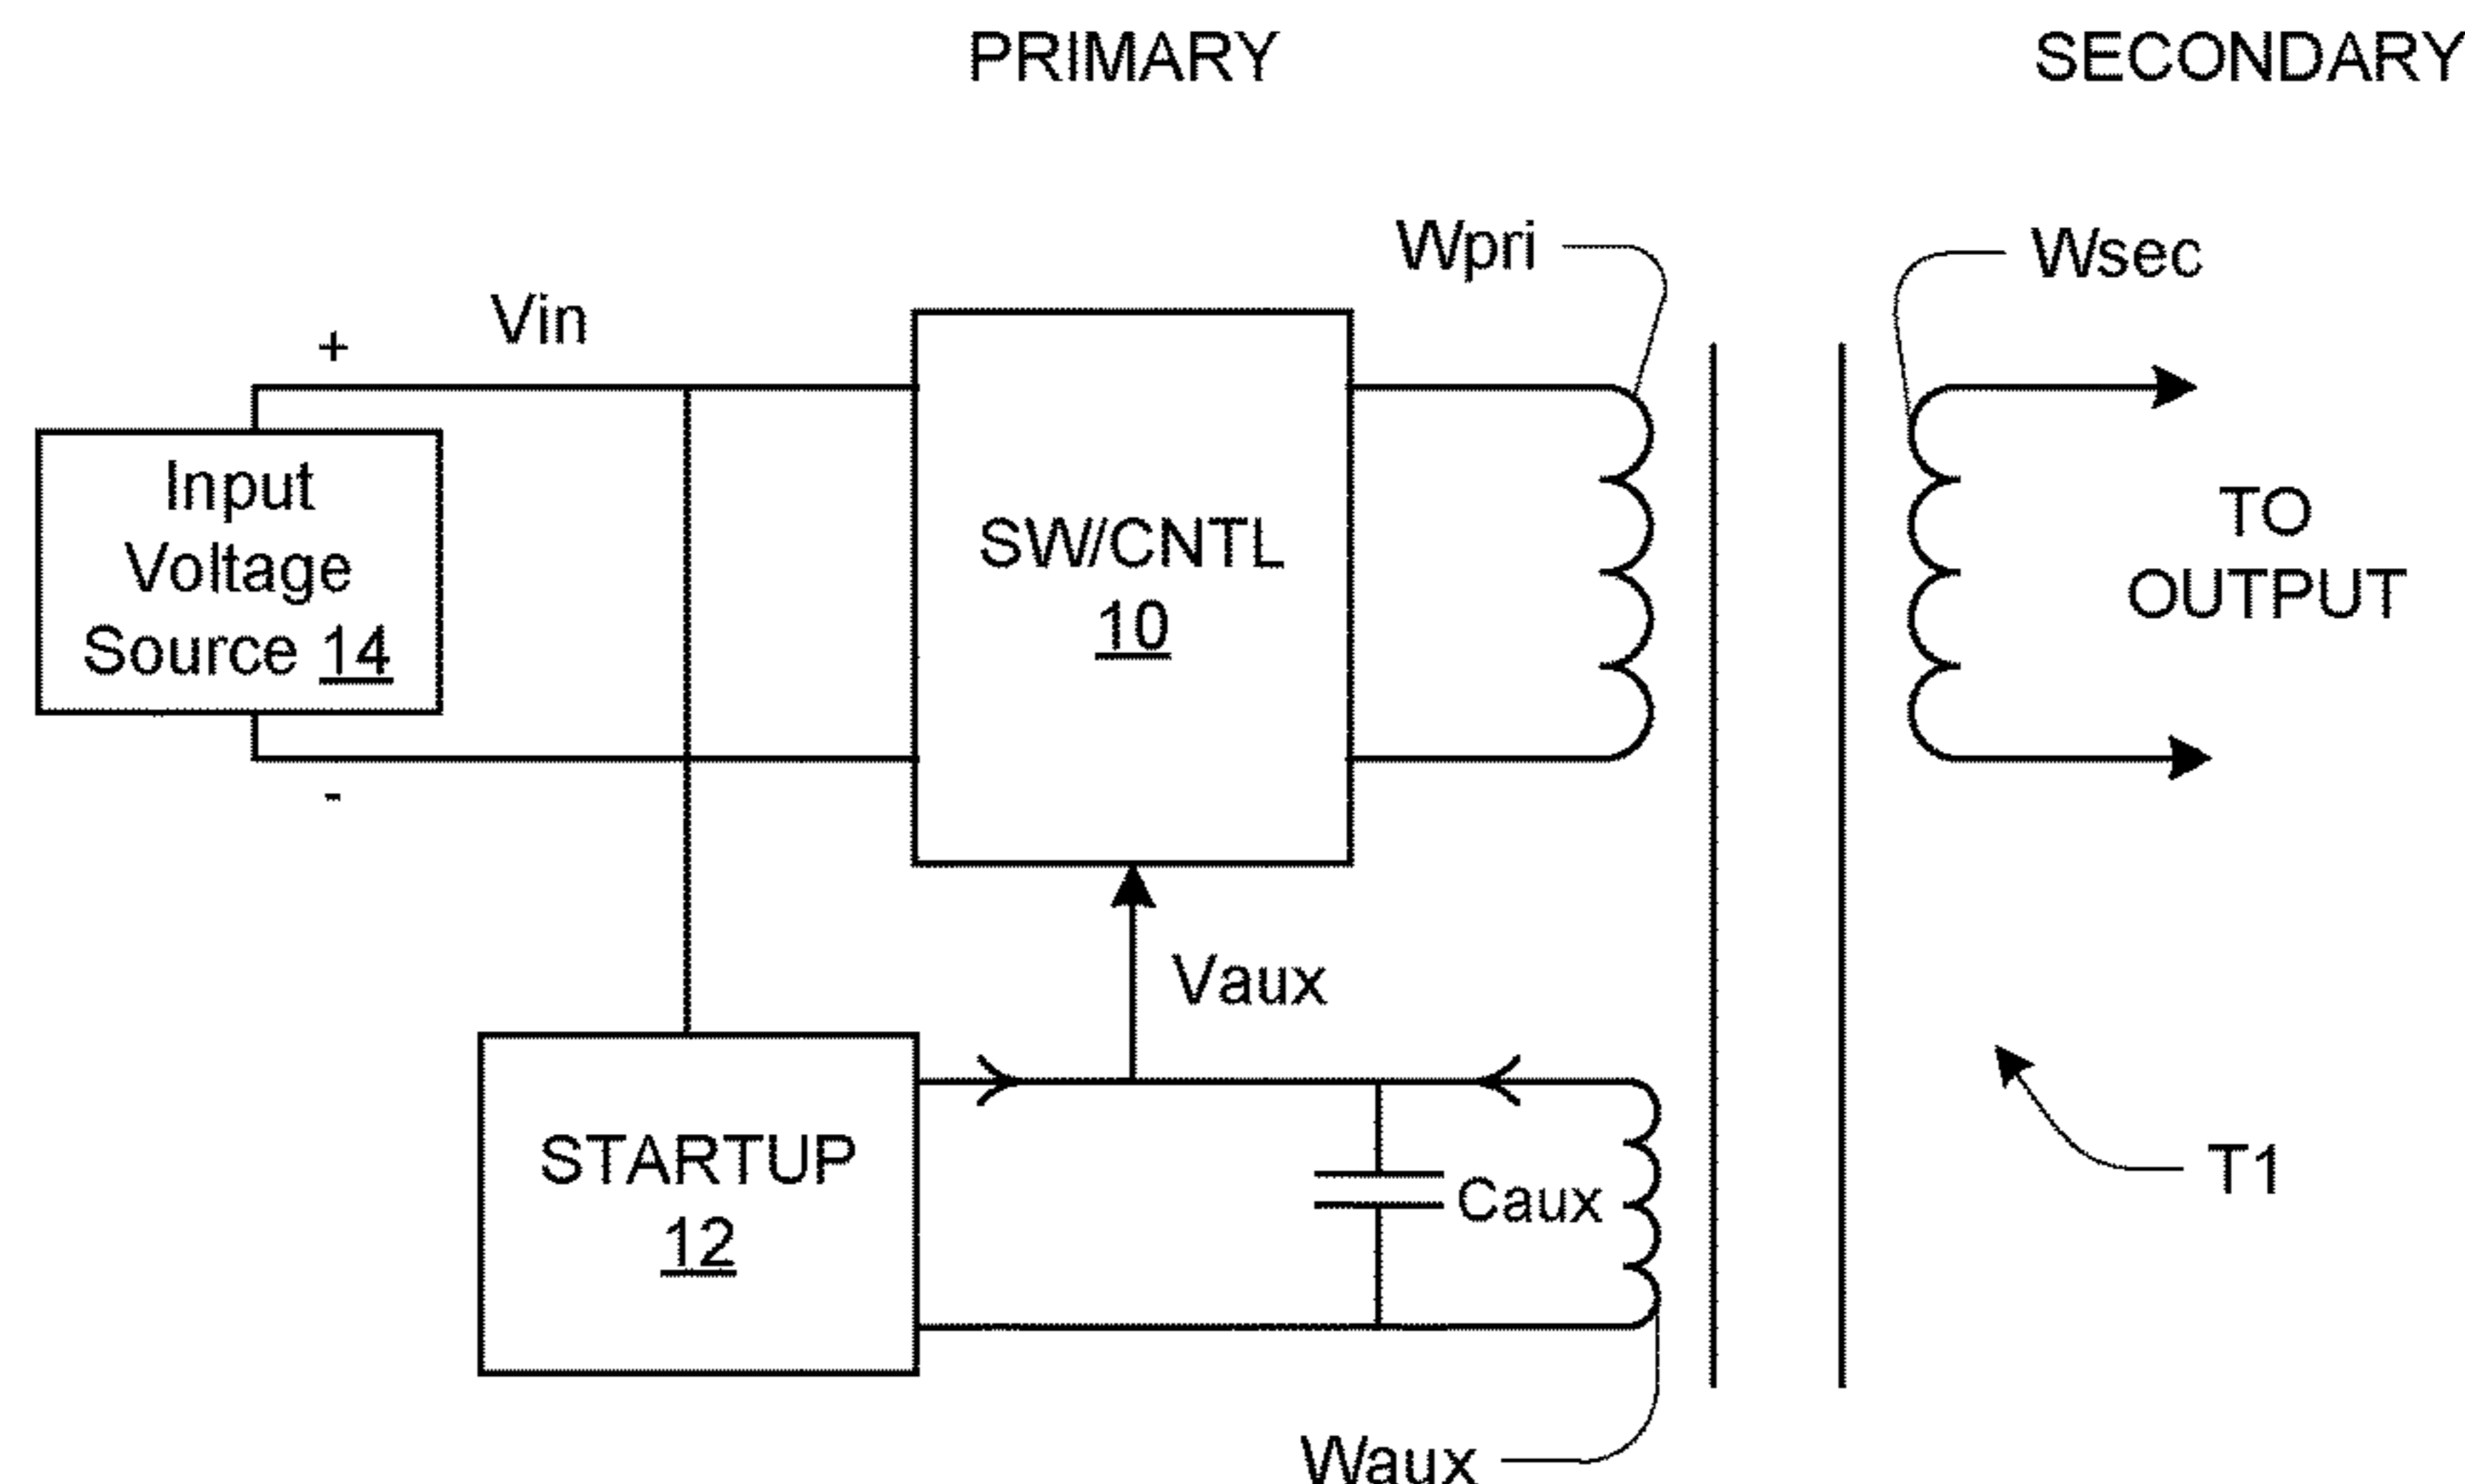 PRIMARY
SECONDARY
Wpri
Wsec
Vin
+
Input
Voltage
Source 14
-
SW/CNTL
10
TO
OUTPUT
Vaux
STARTUP
12
Caux
T1
Waux